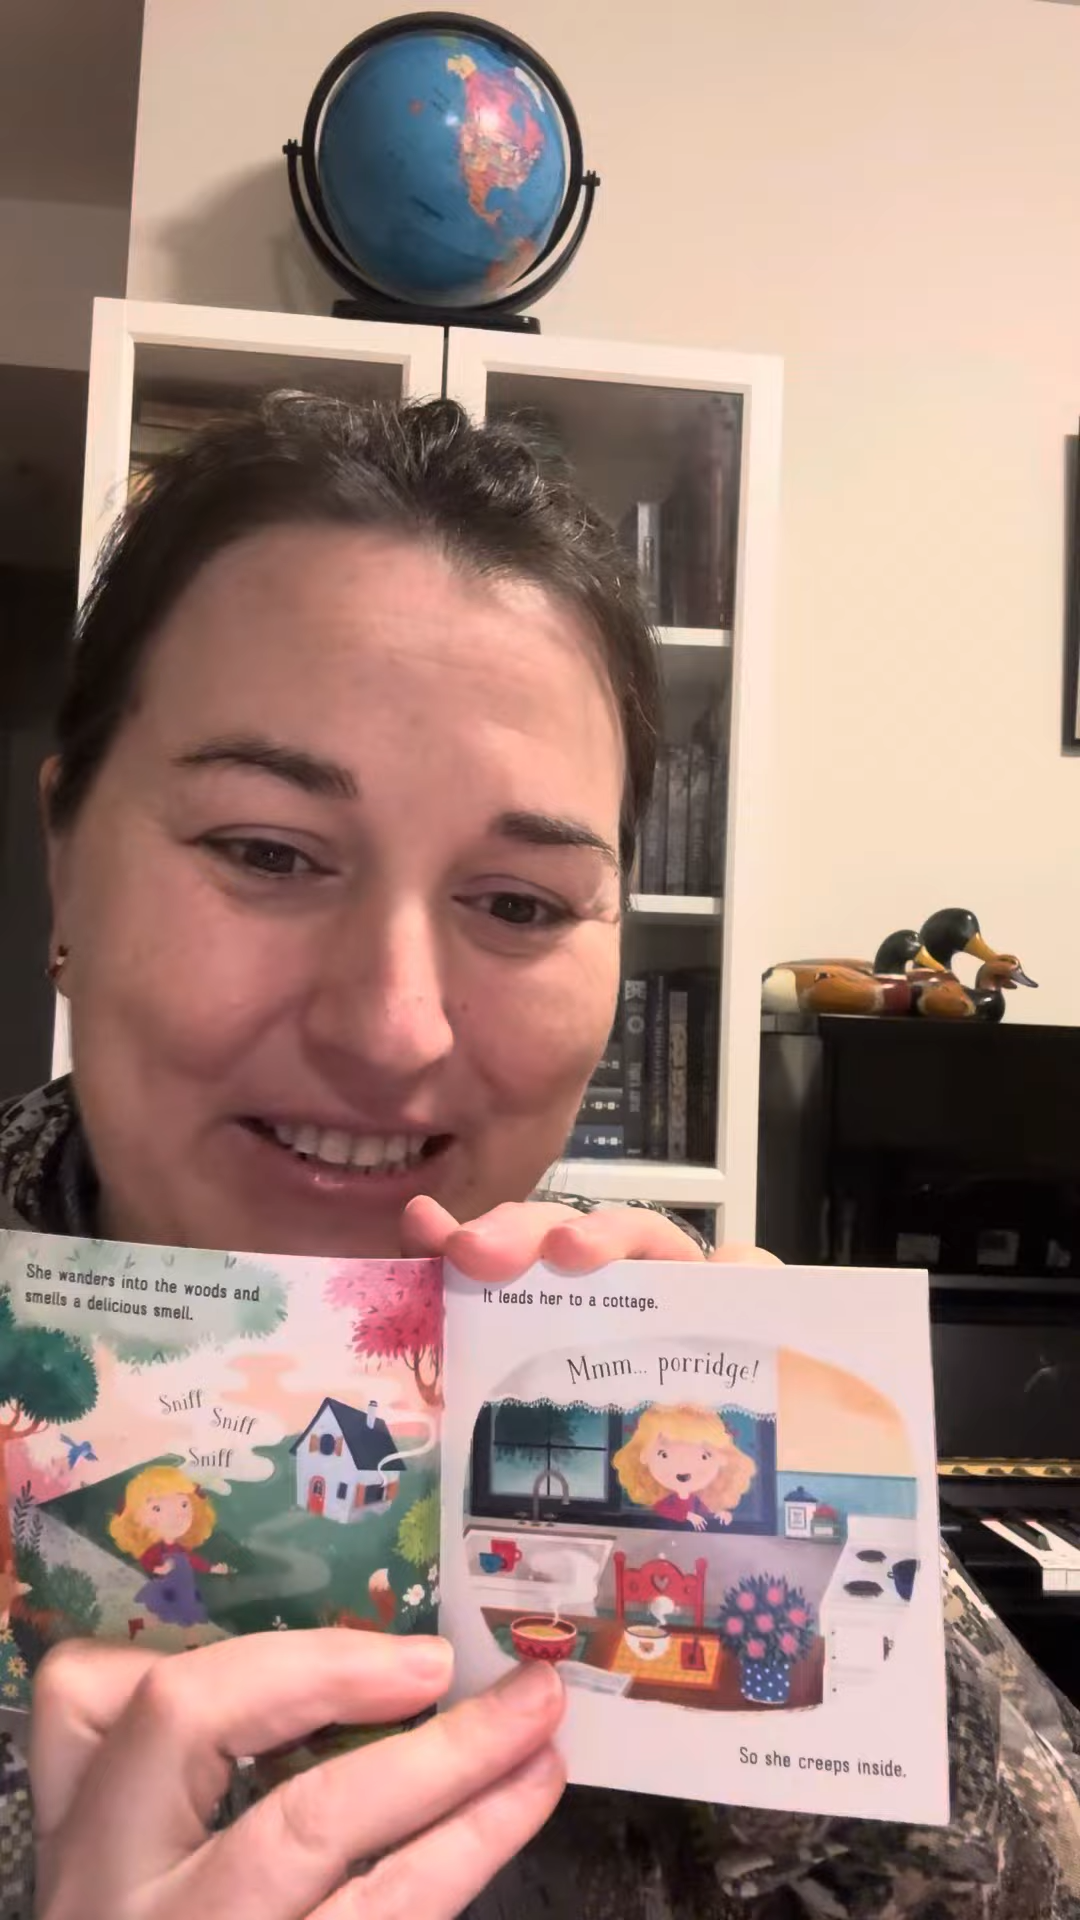 She wanders into the woods and
smells a delicious smell.
Sniff
Sniff
Sniff
It leads her to a cottage.
Mmm... porridge!
So she creeps inside.